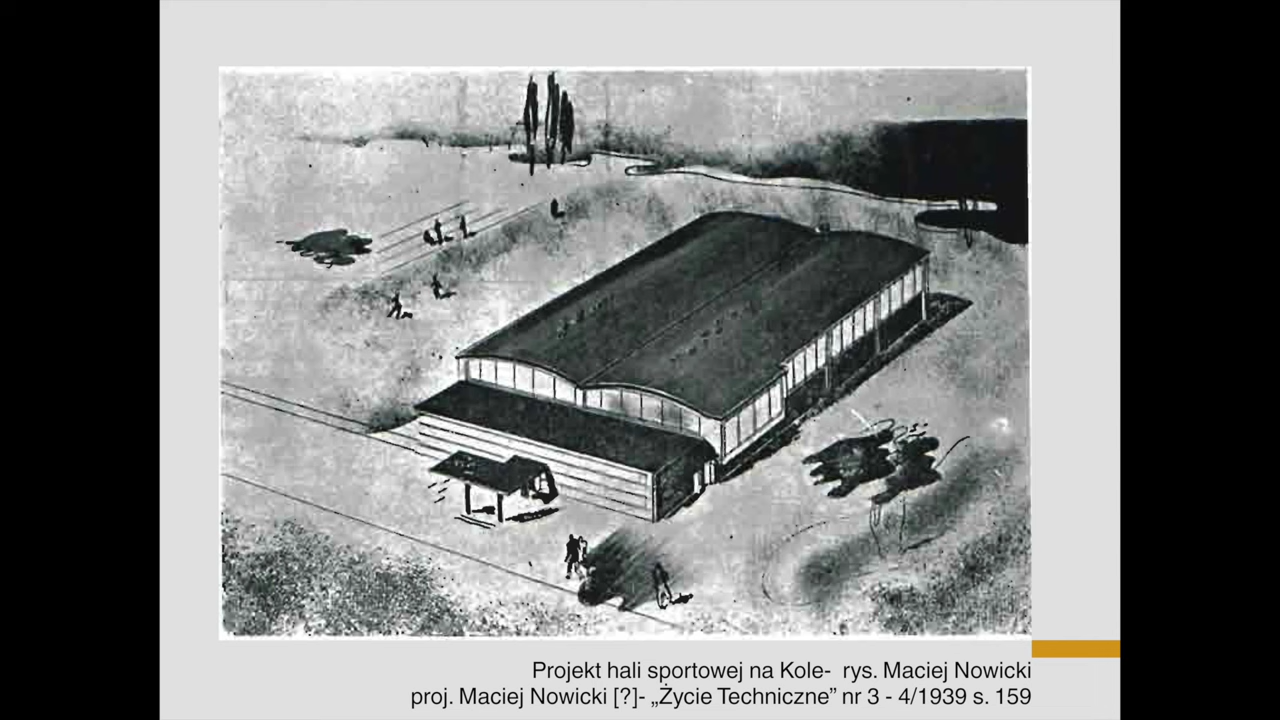 Projekt hali sportowej na Kole-  rys. Maciej Nowicki
proj. Maciej Nowicki [?]- „Życie Techniczne” nr 3 - 4/1939 s. 159